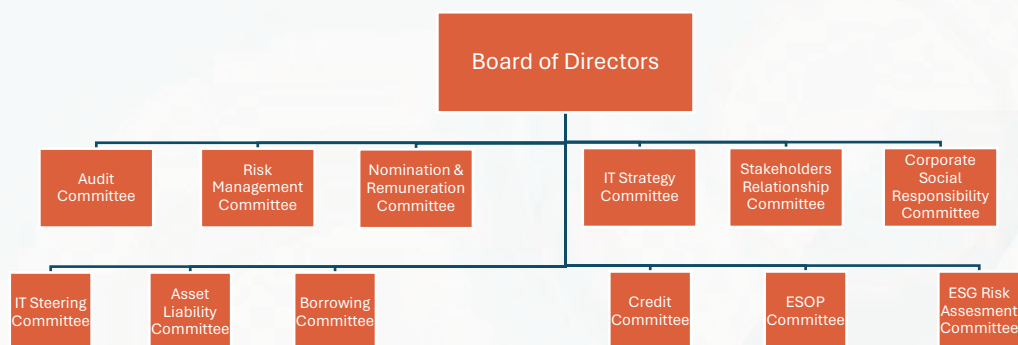 Board of Directors
Audit
Committee
Risk
Management
Committee
Nomination &
Remuneration
Committee
IT Strategy
Committee
Stakeholders
Relationship
Committee
Corporate
Social
Responsibility
Committee
IT Steering
Committee
Asset
Liability
Committee
Borrowing
Committee
Credit
Committee
ESOP
Committee
ESG Risk
Assesment
Committee